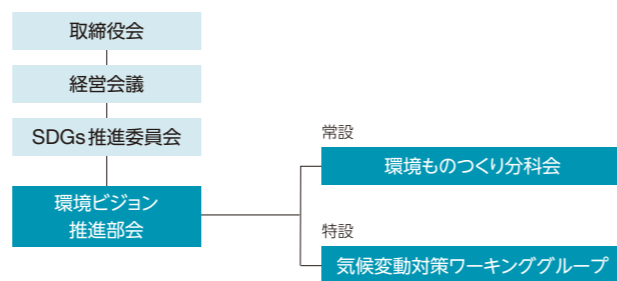 取締役会
経営会議
SDGs推進委員会
環境ビジョン
推進部会
常設
環境ものつくり分科会
特設
気候変動対策ワーキンググループ